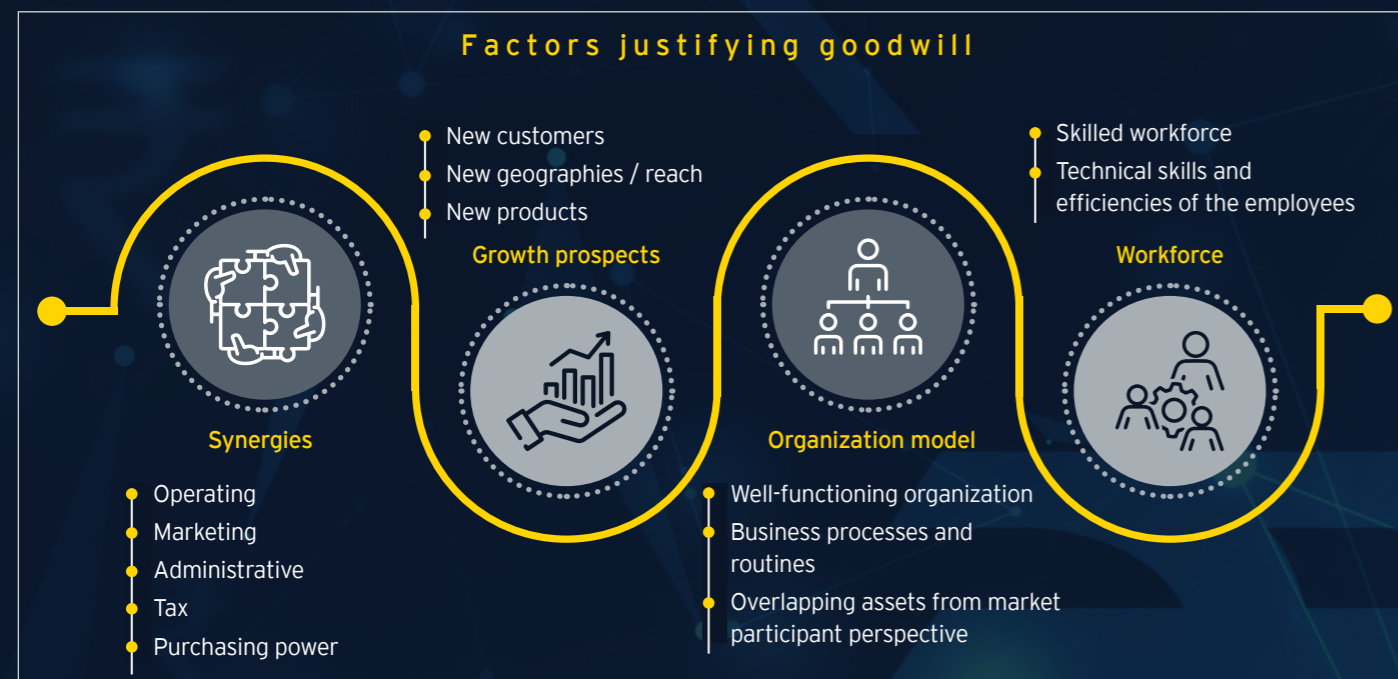 Factors justifying goodwill
Synergies
Operating
Marketing
Administrative
Tax
Purchasing power
New customers
New geographies / reach
New products
Growth prospects
Organization model
Well-functioning organization
Business processes and
routines
Overlapping assets from market
participant perspective
Skilled workforce
Technical skills and
efficiencies of the employees
Workforce